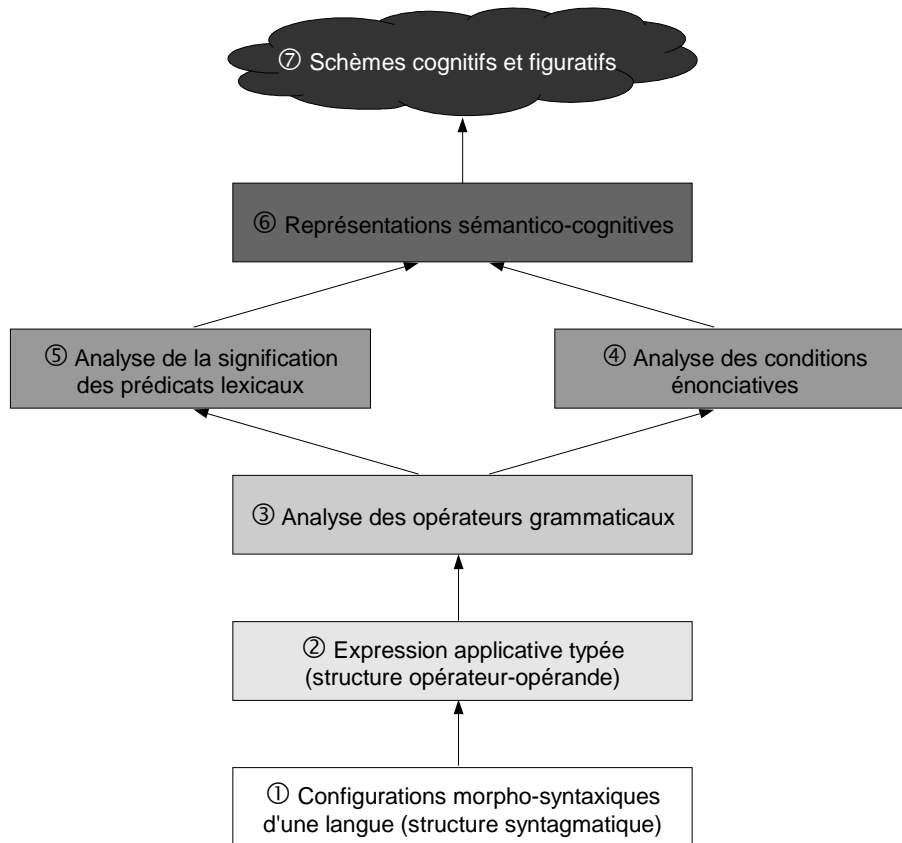 ⑦ Schèmes cognitifs et figuratifs
⑥ Représentations sémantico-cognitives
⑤ Analyse de la signification
des prédicats lexicaux
④ Analyse des conditions
énonciatives
③ Analyse des opérateurs grammaticaux
② Expression applicative typée
(structure opérateur-opérande)
① Configurations morpho-syntaxiques
d'une langue (structure syntagmatique)